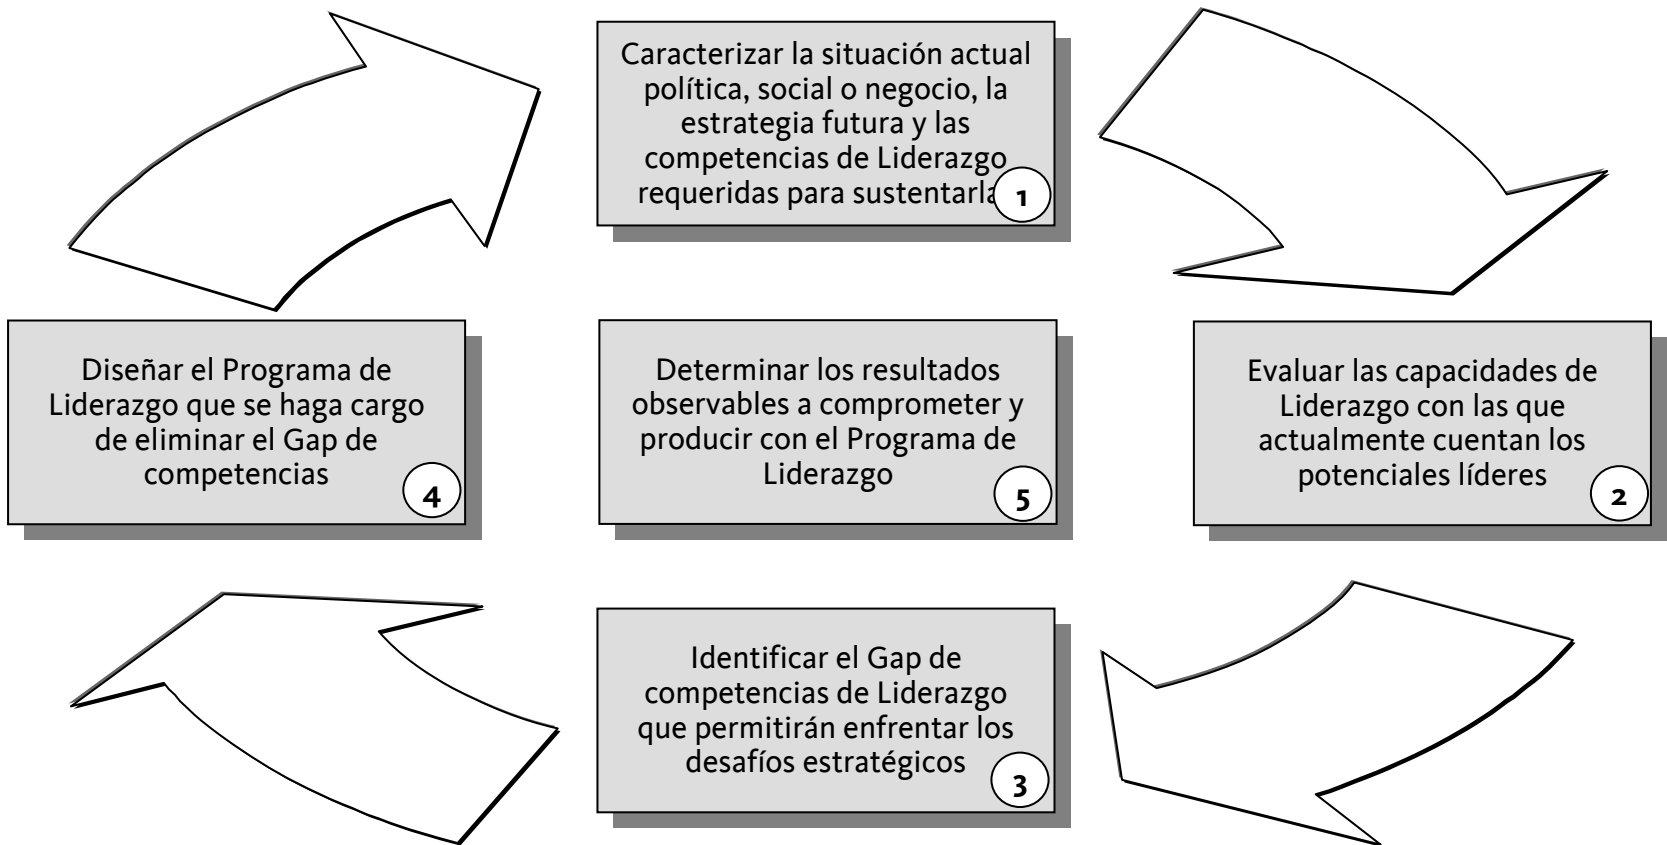 Caracterizar la situación actual
política, social o negocio, la
estrategia futura y las
competencias de Liderazgo
requeridas para sustentarla
1
Evaluar las capacidades de
Liderazgo con las que
actualmente cuentan los
potenciales líderes
2
Identificar el Gap de
competencias de Liderazgo
que permitirán enfrentar los
desafíos estratégicos
3
Diseñar el Programa de
Liderazgo que se haga cargo
de eliminar el Gap de
competencias
4
Determinar los resultados
observables a comprometer y
producir con el Programa de
Liderazgo
5